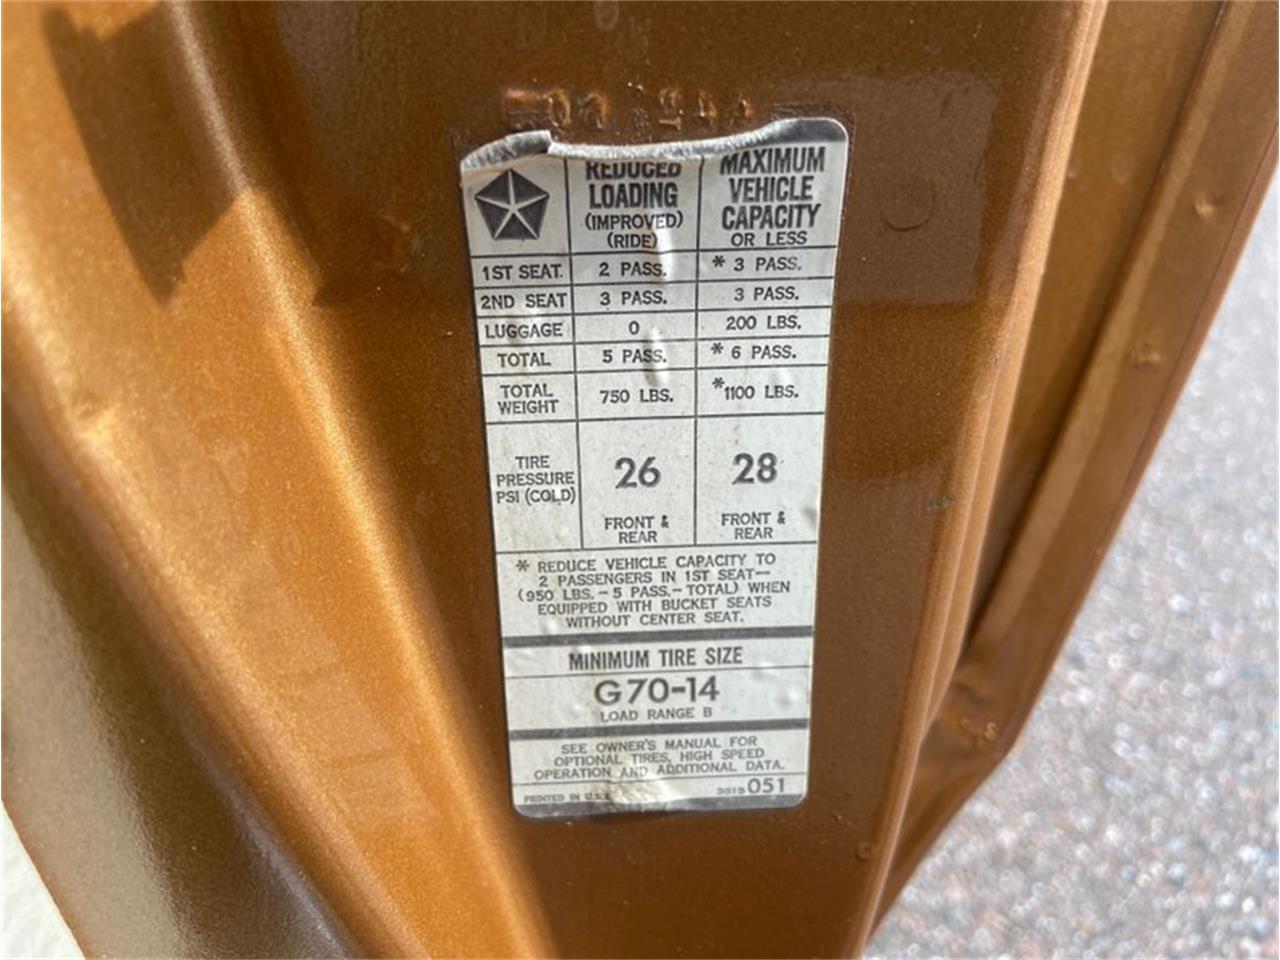 REDUCED
LOADING
(IMPROVED)
(RIDE)
MAXIMUM
VEHICLE
CAPACITY
OR LESS
1ST SEAT. 2 PASS. * 3 PASS.
2ND SEAT 3 PASS. 3 PASS.
LUGGAGE 0 200 LBS.
TOTAL 5 PASS. * 6 PASS.
TOTAL
WEIGHT 750 LBS. *1100 LBS.
TIRE
PRESSURE
PSI (COLD)
26
FRONT &
REAR
28
FRONT &
REAR
* REDUCE VEHICLE CAPACITY TO
2 PASSENGERS IN 1ST SEAT—
(950 LBS. - 5 PASS. - TOTAL) WHEN
EQUIPPED WITH BUCKET SEATS
WITHOUT CENTER SEAT.
MINIMUM TIRE SIZE
G70-14
LOAD RANGE B
SEE OWNER'S MANUAL FOR
OPTIONAL TIRES, HIGH SPEED
OPERATION AND ADDITIONAL DATA.
PRINTED IN U.S. 051